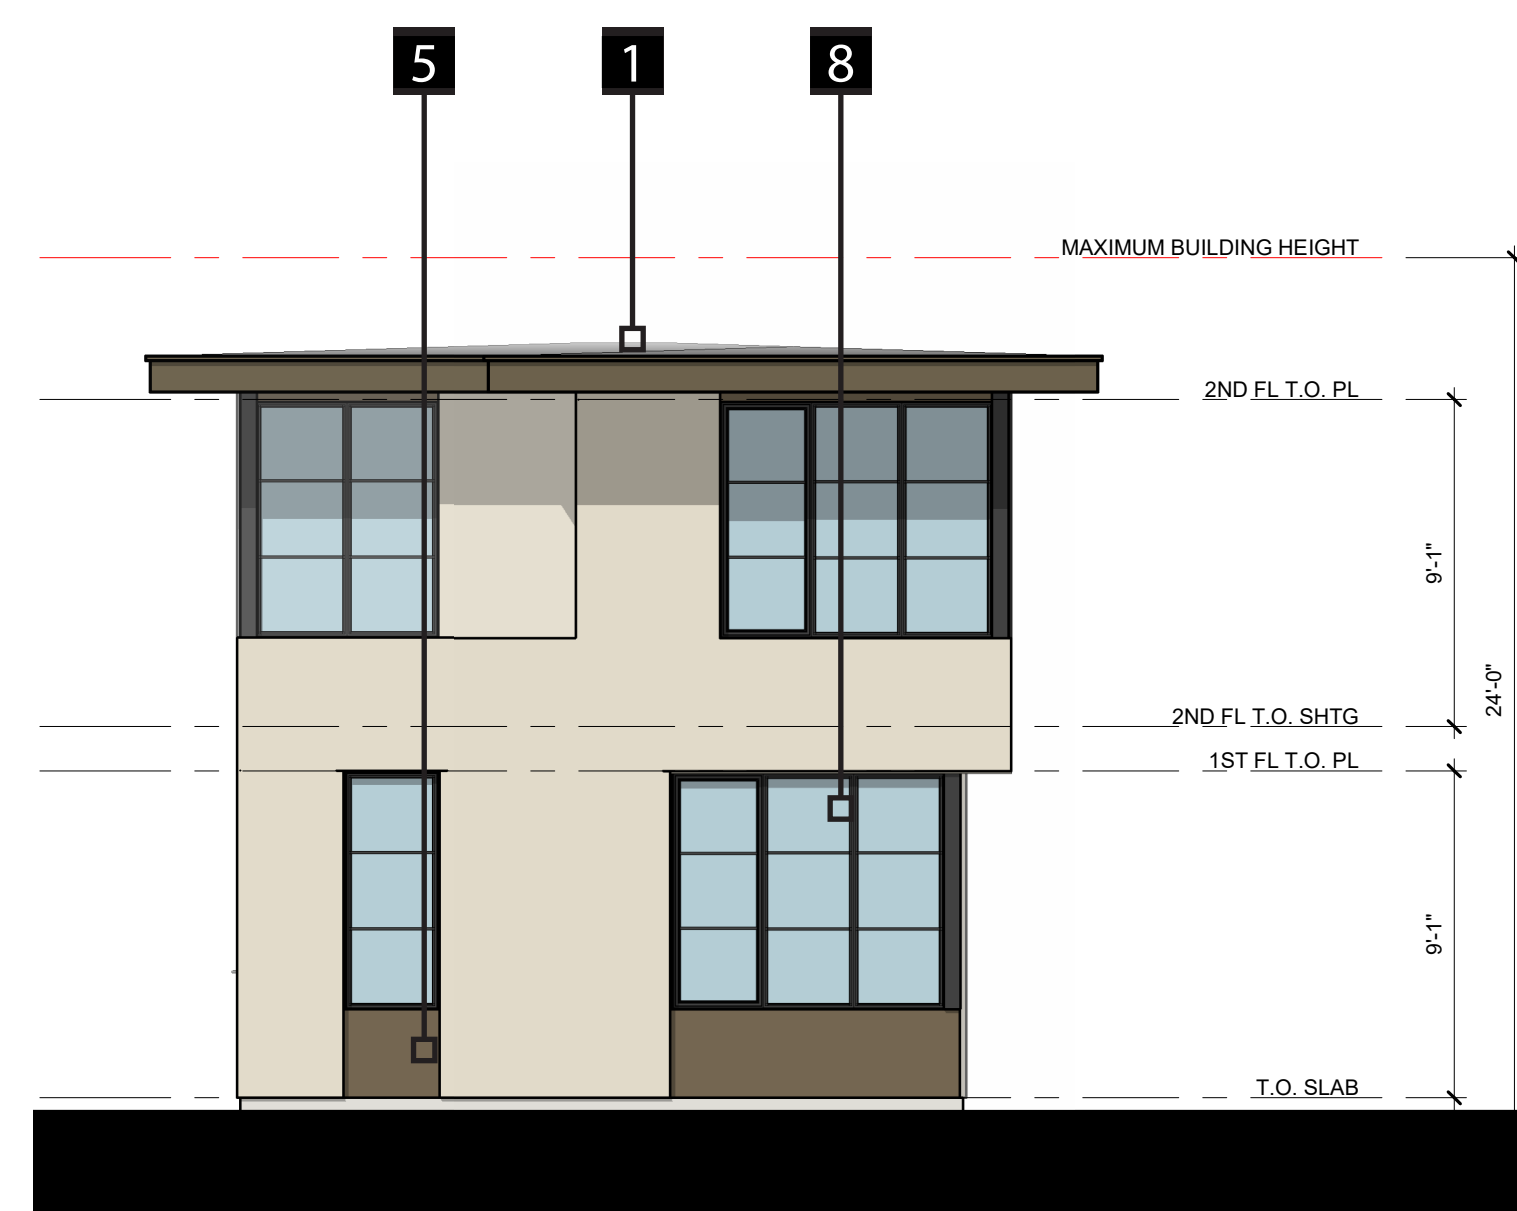 5
1
8
MAXIMUM BUILDING HEIGHT
2ND FL T.O. PL
9'-1"
24'-0"
2ND FL T.O. SHTG
1ST FL T.O. PL
9'-1"
T.O. SLAB